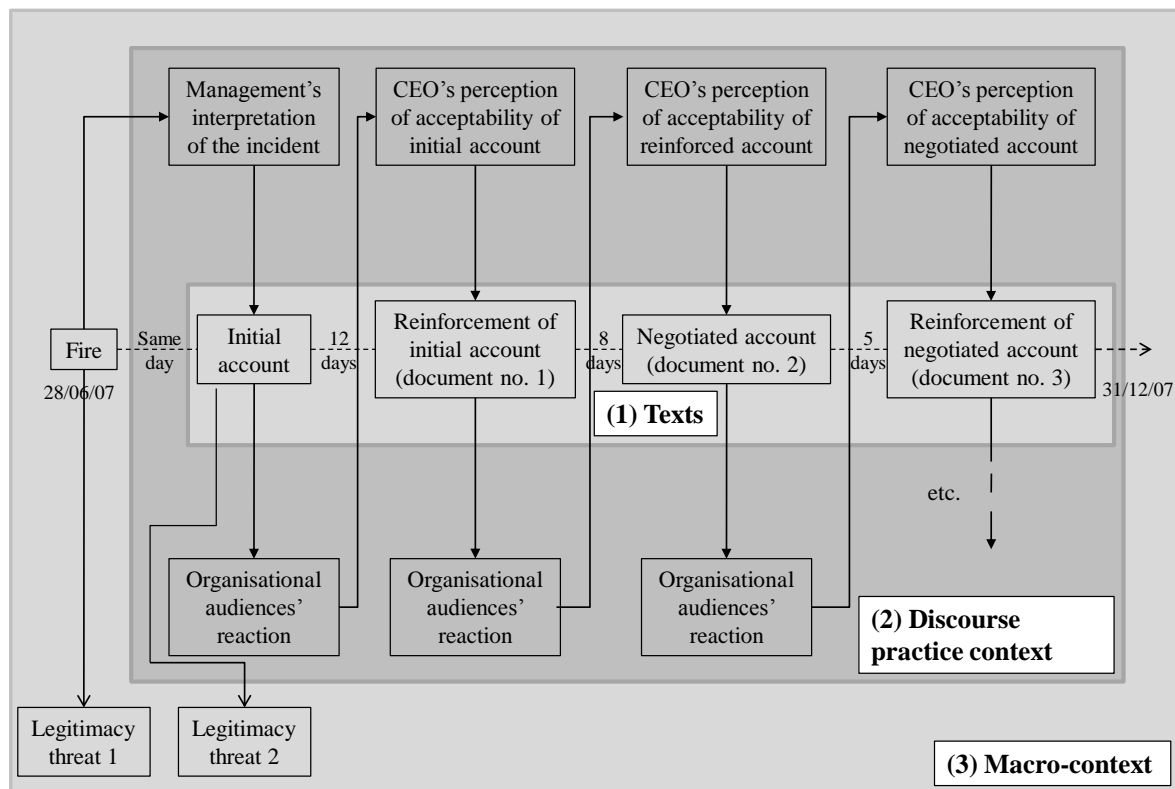 Management’s
interpretation
of the incident
CEO’s perception
of acceptability of
initial account
CEO’s perception
of acceptability of
reinforced account
CEO’s perception
of acceptability of
negotiated account
Fire
28/06/07
Same
day
Initial
account
12
days
Reinforcement of
initial account
(document no. 1)
8
days
Negotiated account
(document no. 2)
5
days
Reinforcement of
negotiated account
(document no. 3)
31/12/07
(1) Texts
etc.
Organisational
audiences’
reaction
Organisational
audiences’
reaction
Organisational
audiences’
reaction
(2) Discourse
practice context
Legitimacy
threat 1
Legitimacy
threat 2
(3) Macro-context